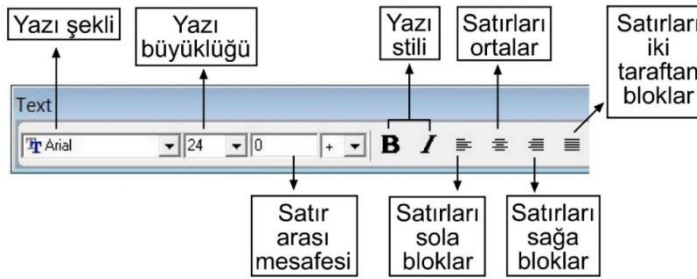 Yazı şekli
Yazı
büyüklüğü
Yazı
stili
Satırları
ortalar
Satırları
iki
taraftan
bloklar
Text
Arial
24
0
+
B
I
Satır
arası
mesafesi
Satırları
sola
bloklar
Satırları
sağa
bloklar